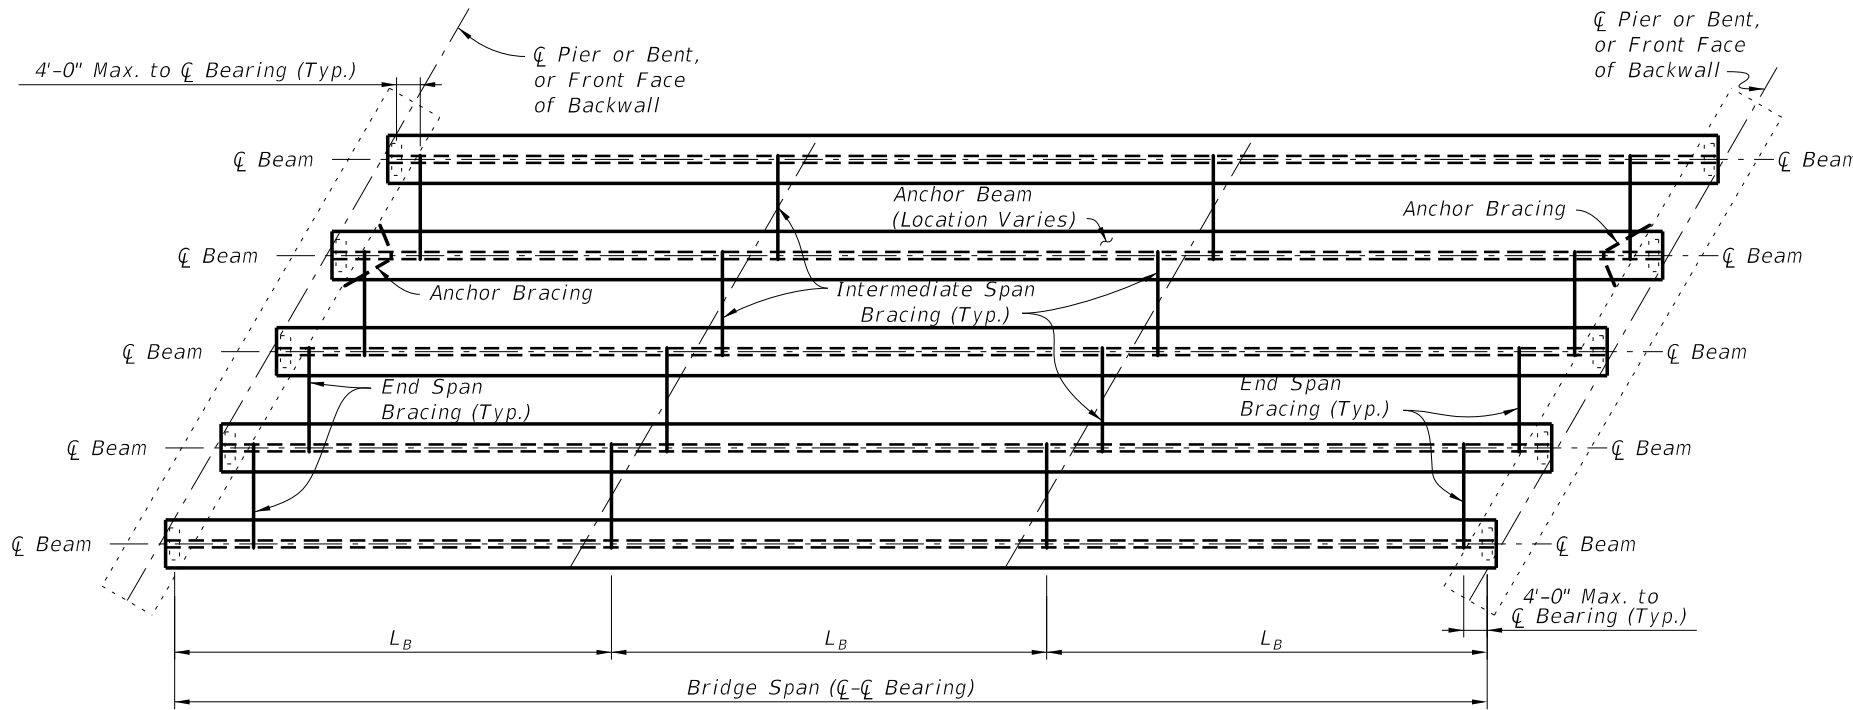 ℄ Pier or Bent,
or Front Face
of Backwall
℄ Pier or Bent,
or Front Face
of Backwall
4'-0" Max. to ℄ Bearing (Typ.)
℄ Beam
℄ Beam
Anchor Beam
(Location Varies)
Anchor Bracing
℄ Beam
℄ Beam
Anchor Bracing
Intermediate Span
Bracing (Typ.)
℄ Beam
℄ Beam
End Span
Bracing (Typ.)
End Span
Bracing (Typ.)
℄ Beam
℄ Beam
℄ Beam
℄ Beam
4'-0" Max. to
℄ Bearing (Typ.)
LB
LB
LB
Bridge Span (℄-℄ Bearing)